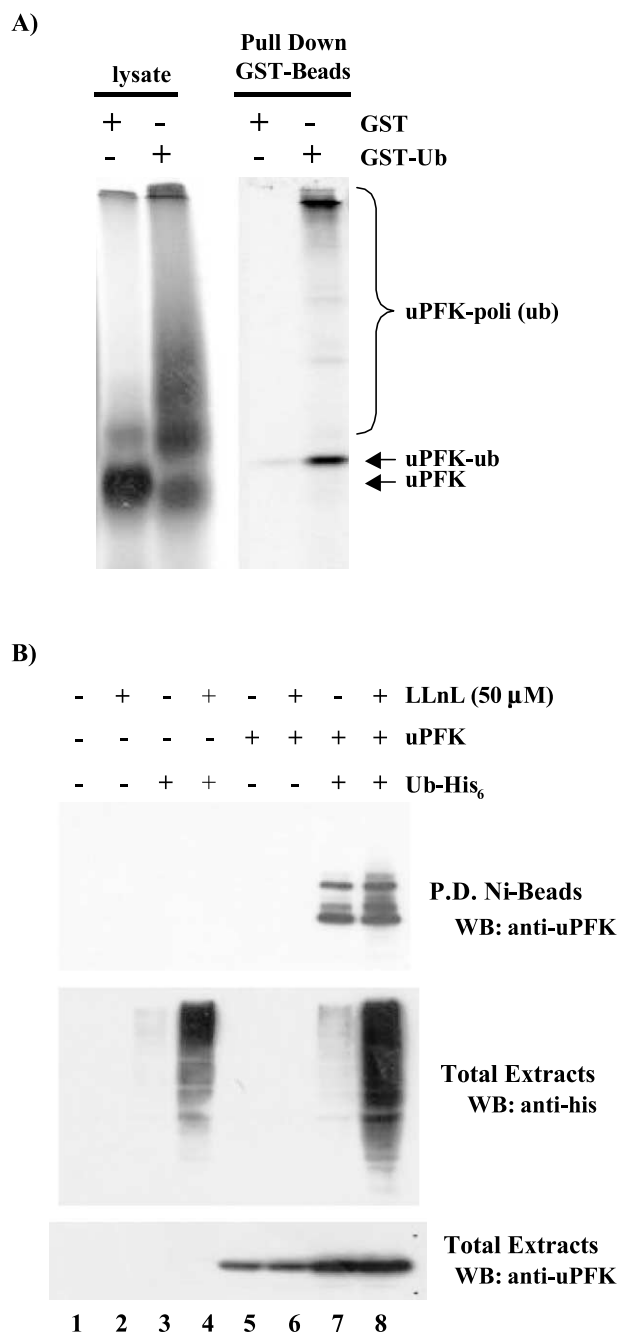 A)
lysate
Pull Down
GST-Beads
+ - + - GST
- + - + GST-Ub
uPFK-poli (ub)
uPFK-ub
uPFK
B)
- + - + - + - + LLnL (50 µM)
- - - - + + + + uPFK
- - + + - - + + Ub-His₆
P.D. Ni-Beads
WB: anti-uPFK
Total Extracts
WB: anti-his
Total Extracts
WB: anti-uPFK
1 2 3 4 5 6 7 8